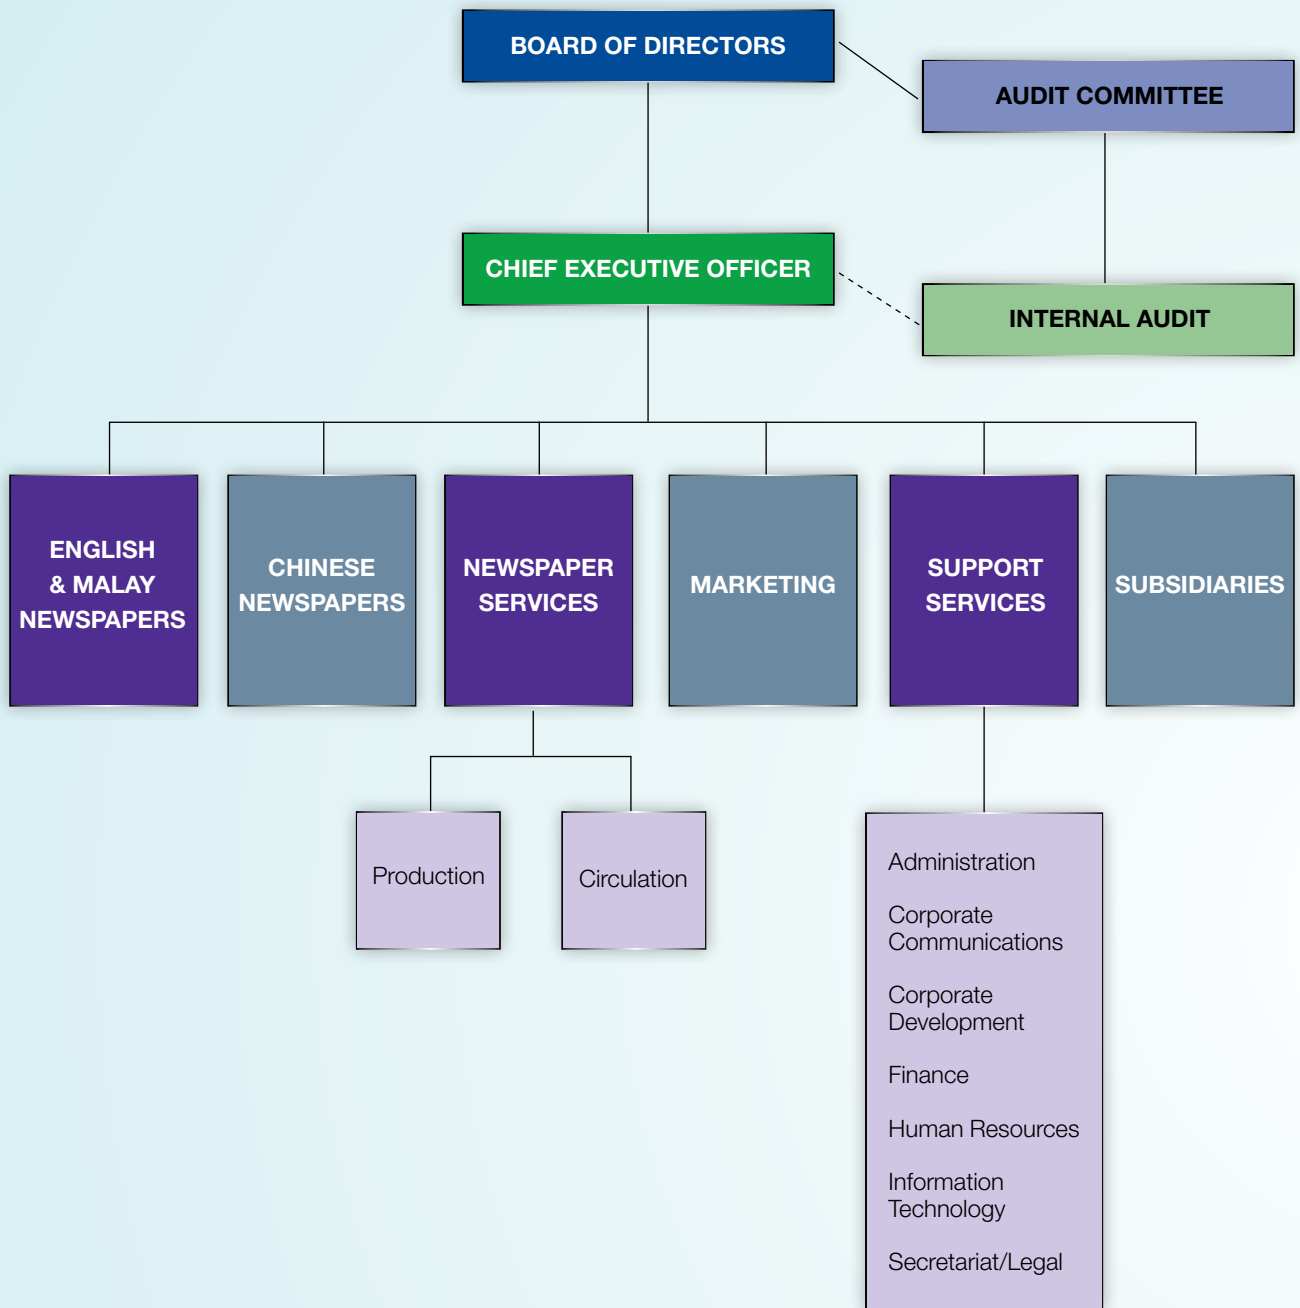 BOARD OF DIRECTORS
AUDIT COMMITTEE
CHIEF EXECUTIVE OFFICER
INTERNAL AUDIT
ENGLISH
& MALAY
NEWSPAPERS
CHINESE
NEWSPAPERS
NEWSPAPER
SERVICES
MARKETING
SUPPORT
SERVICES
SUBSIDIARIES
Production
Circulation
Administration
Corporate
Communications
Corporate
Development
Finance
Human Resources
Information
Technology
Secretariat/Legal